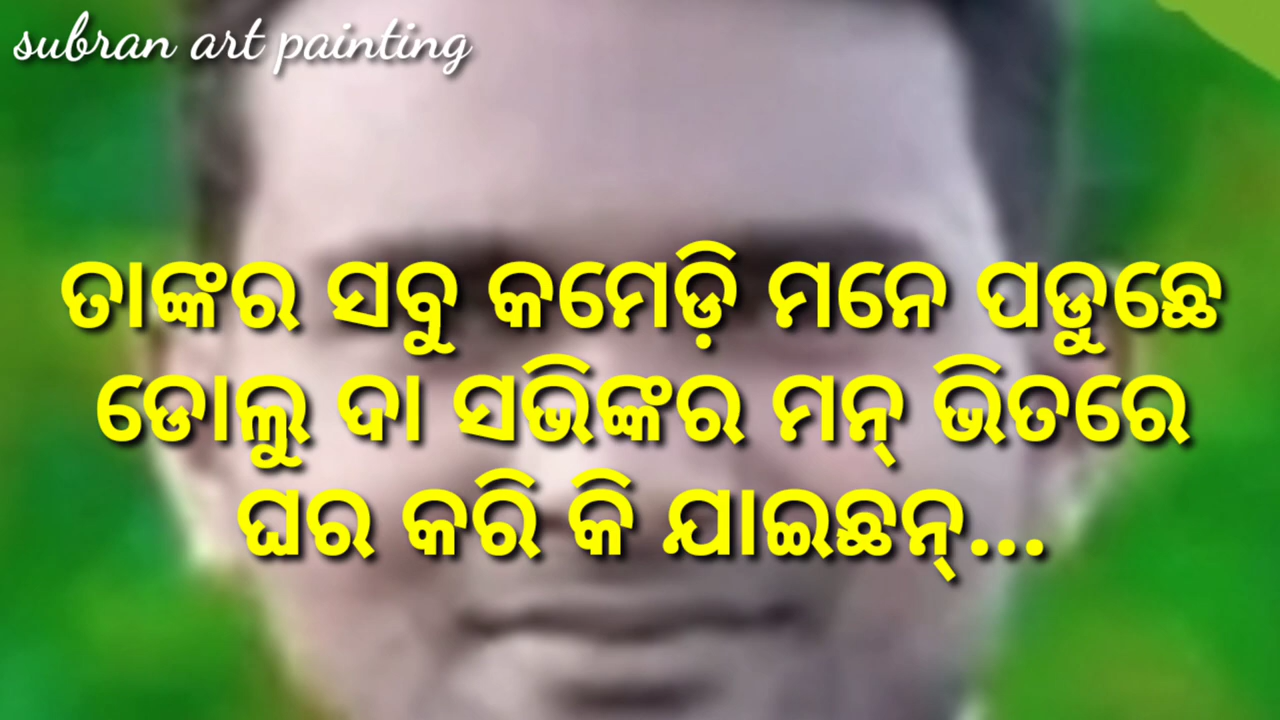 subran art painting
ତାଙ୍କର ସବୁ କମେଡ଼ି ମନେ ପଡୁଛେ
ଡୋଲୁ ଦା ସଭିଙ୍କର ମନ୍ ଭିତରେ
ଘର କରି କି ଯାଇଛନ୍...